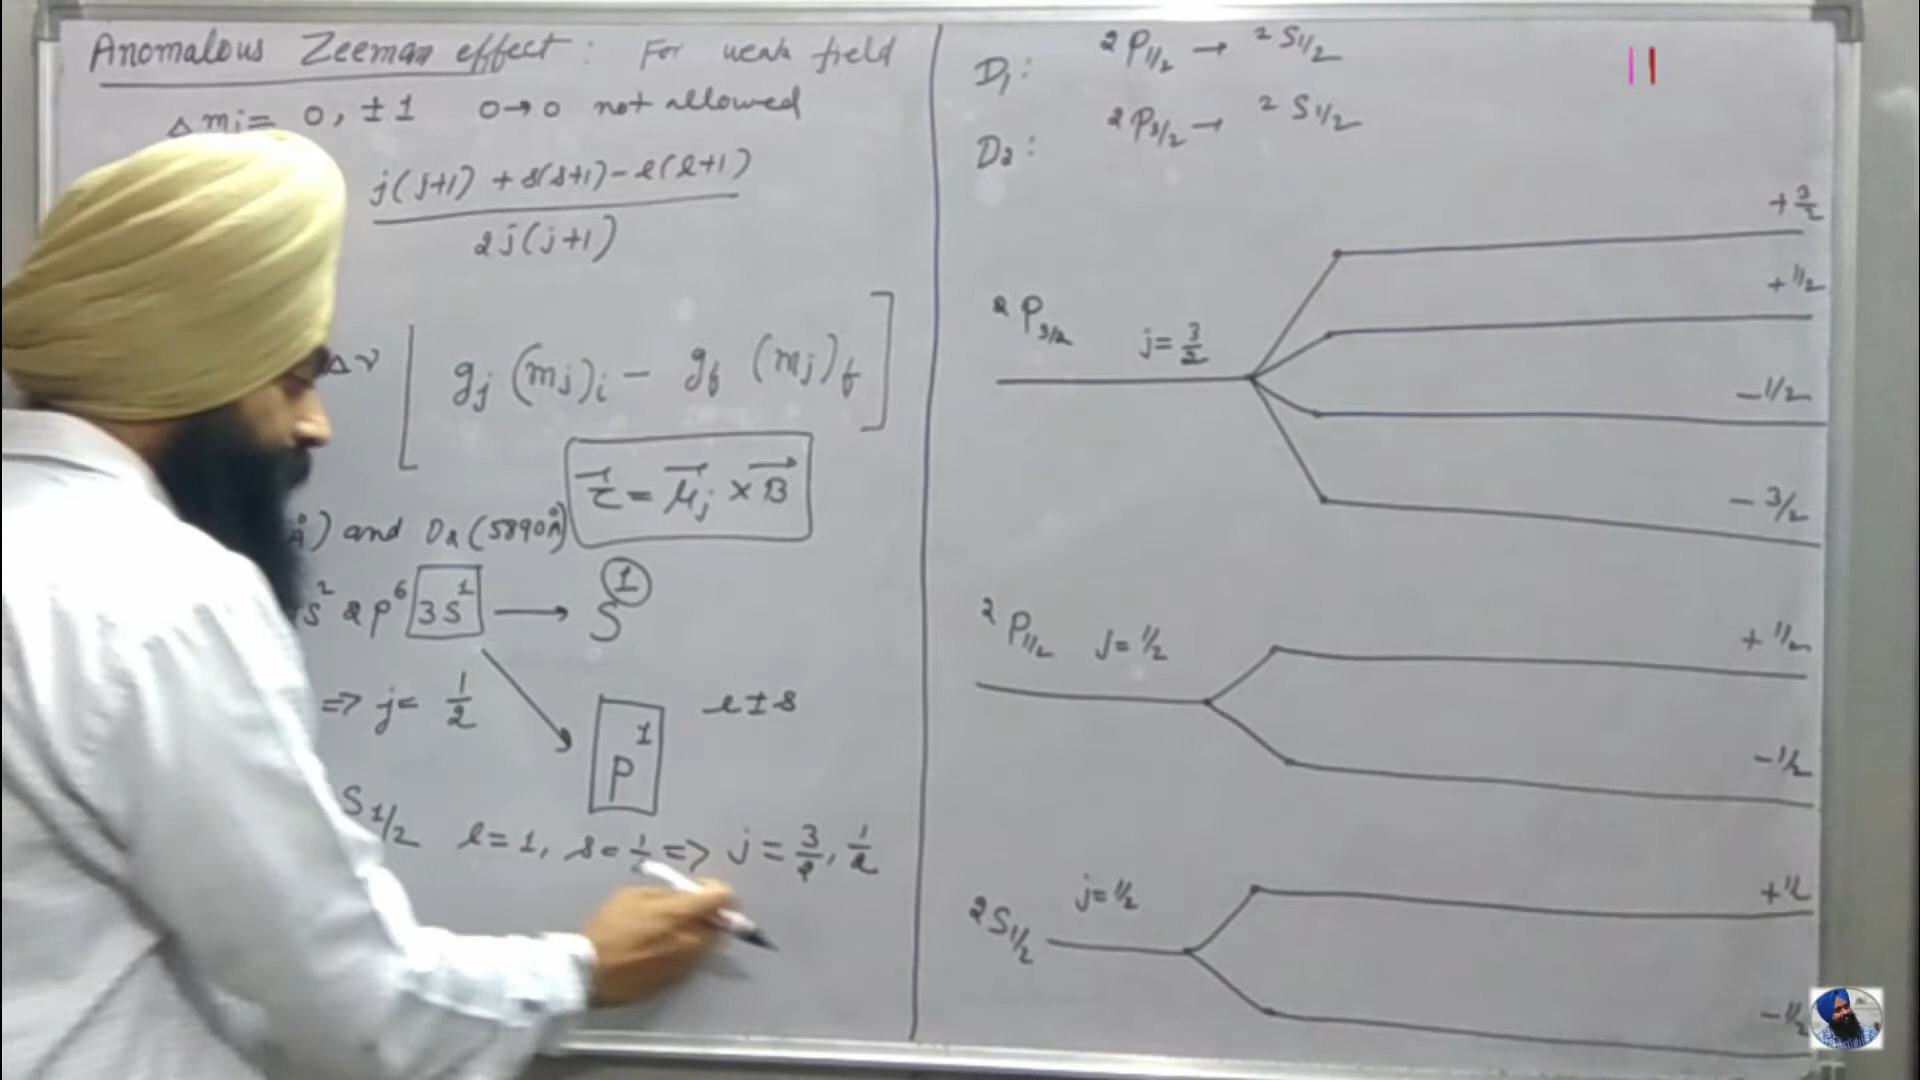 Anomalous Zeeman effect : For weak field
Δmj = 0, ±1 0→0 not allowed
j(j+1) + s(s+1) - l(l+1)
2j(j+1)
Δν [ gj (mj)i - gf (mj)f ]
τ = μj × B
Å) and D2 (5890Å)
s² 2p⁶ 3s¹ → S¹
=> j = 1/2
P¹
l ± s
S1/2 l = 1, s = 1/2 => j = 3/2, 1/2
D1 : ²P1/2 → ²S1/2
D2 : ²P3/2 → ²S1/2
+3/2
+1/2
²P3/2 j = 3/2
-1/2
-3/2
²P1/2 J = 1/2
+1/2
-1/2
²S1/2 j = 1/2
+1/2
-1/2